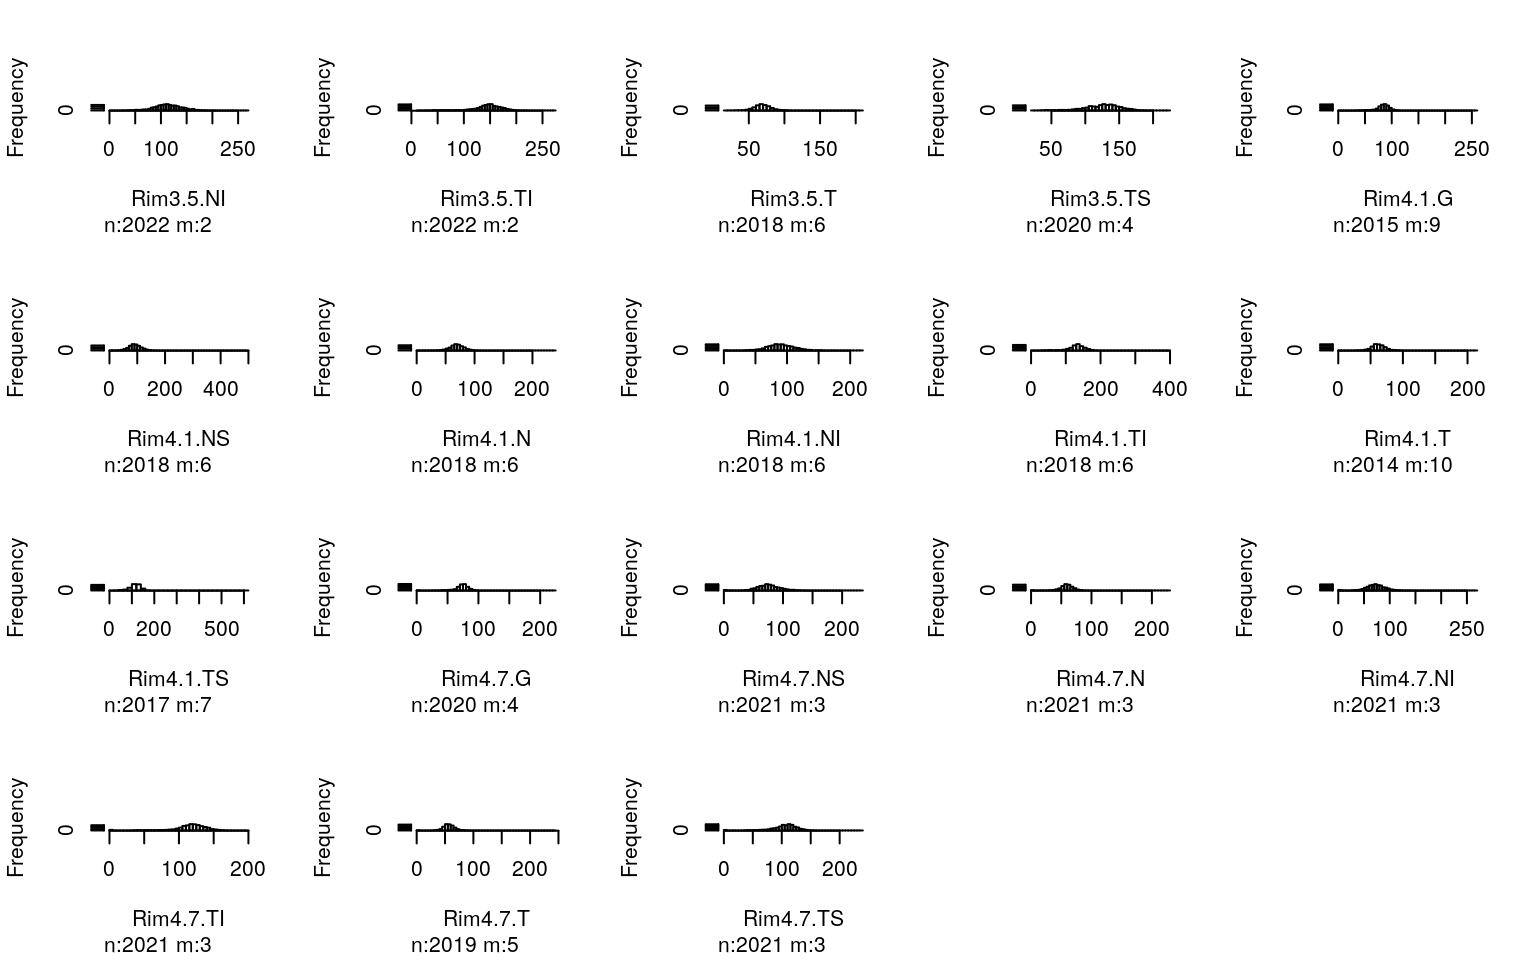 Frequency
0
0 100 250
Rim3.5.NI
n:2022 m:2
Frequency
0
0 100 250
Rim3.5.TI
n:2022 m:2
Frequency
0
50 150
Rim3.5.T
n:2018 m:6
Frequency
0
50 150
Rim3.5.TS
n:2020 m:4
Frequency
0
0 100 250
Rim4.1.G
n:2015 m:9
Frequency
0
0 200 400
Rim4.1.NS
n:2018 m:6
Frequency
0
0 100 200
Rim4.1.N
n:2018 m:6
Frequency
0
0 100 200
Rim4.1.NI
n:2018 m:6
Frequency
0
0 200 400
Rim4.1.TI
n:2018 m:6
Frequency
0
0 100 200
Rim4.1.T
n:2014 m:10
Frequency
0
0 200 500
Rim4.1.TS
n:2017 m:7
Frequency
0
0 100 200
Rim4.7.G
n:2020 m:4
Frequency
0
0 100 200
Rim4.7.NS
n:2021 m:3
Frequency
0
0 100 200
Rim4.7.N
n:2021 m:3
Frequency
0
0 100 250
Rim4.7.NI
n:2021 m:3
Frequency
0
0 100 200
Rim4.7.TI
n:2021 m:3
Frequency
0
0 100 200
Rim4.7.T
n:2019 m:5
Frequency
0
0 100 200
Rim4.7.TS
n:2021 m:3